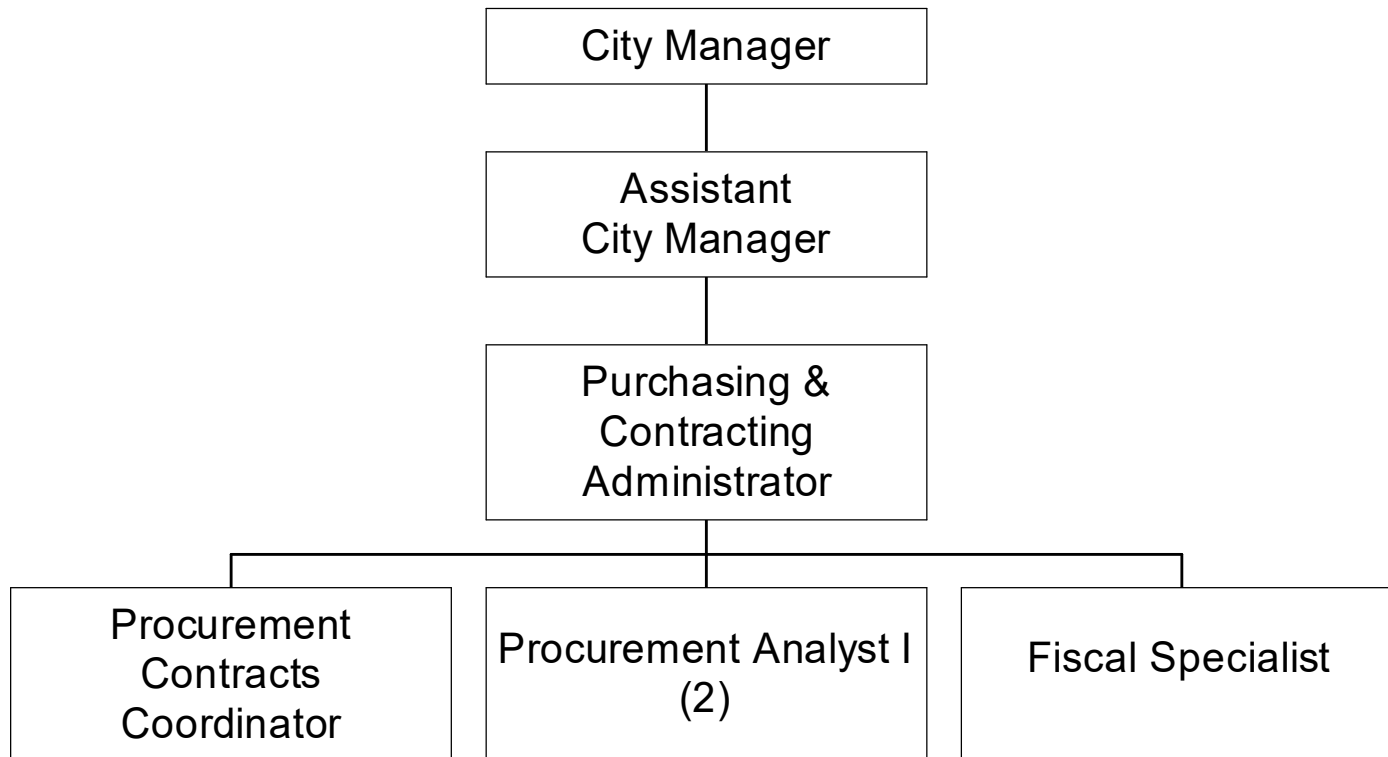 City Manager
Assistant
City Manager
Purchasing &
Contracting
Administrator
Procurement
Contracts
Coordinator
Procurement Analyst I
(2)
Fiscal Specialist